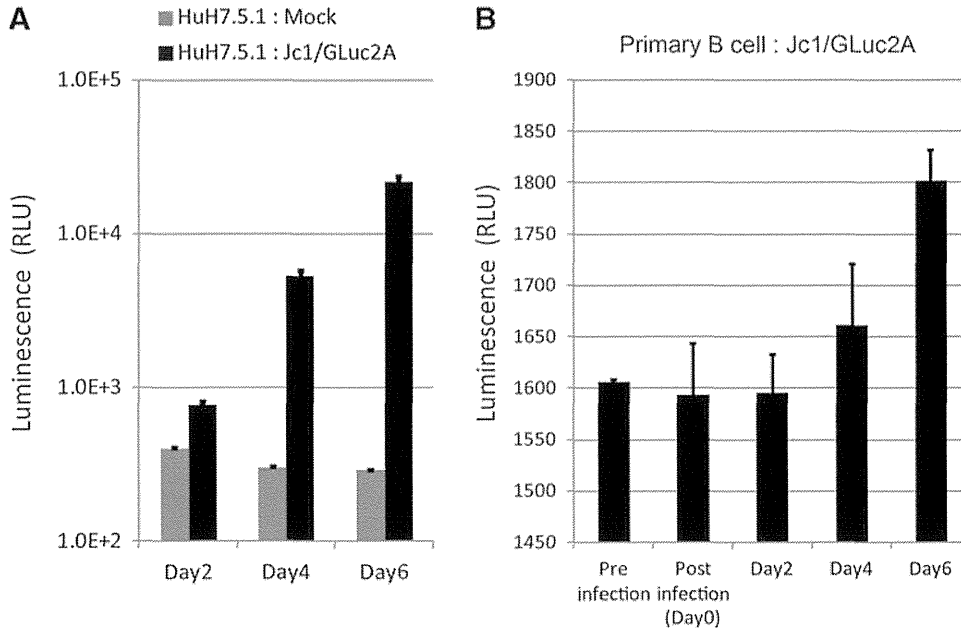 A
HuH7.5.1 : Mock
HuH7.5.1 : Jc1/GLuc2A
1.0E+5
1.0E+4
1.0E+3
1.0E+2
Luminescence (RLU)
Day2
Day4
Day6
B
Primary B cell : Jc1/GLuc2A
1900
1850
1800
1750
1700
1650
1600
1550
1500
1450
Luminescence (RLU)
Pre infection
Post infection (Day0)
Day2
Day4
Day6